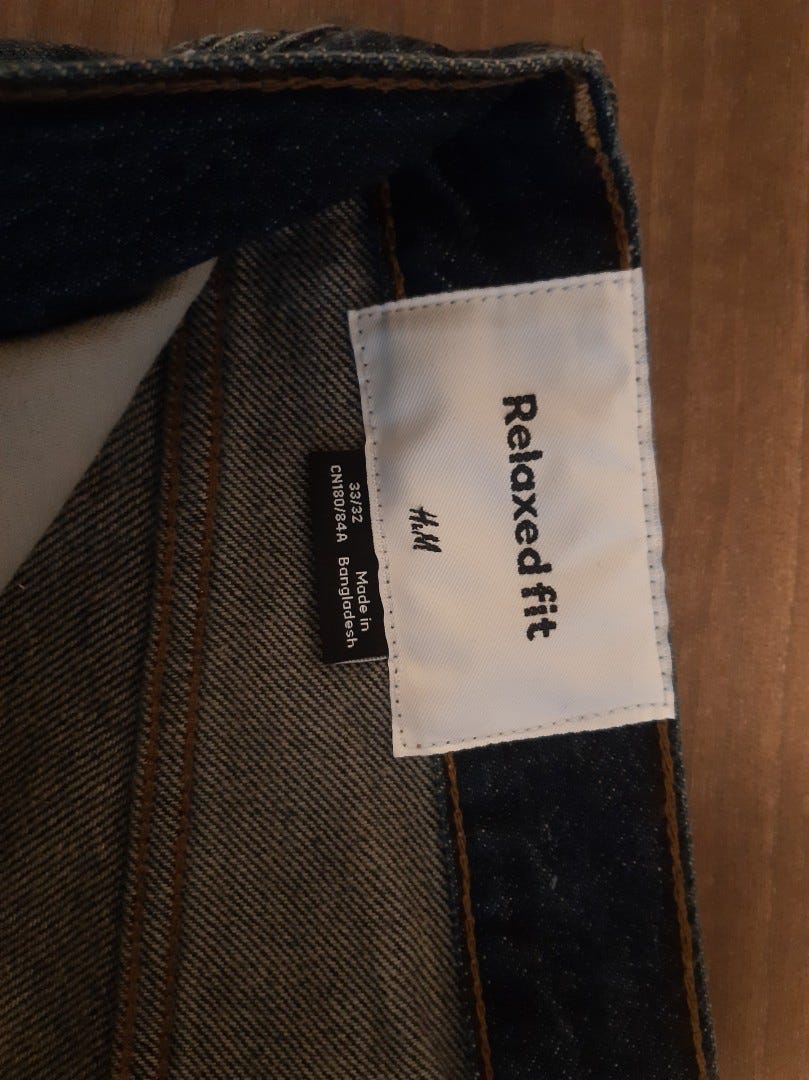 Relaxed fit
H&M
33/32
CN180/84A
Made in
Bangladesh